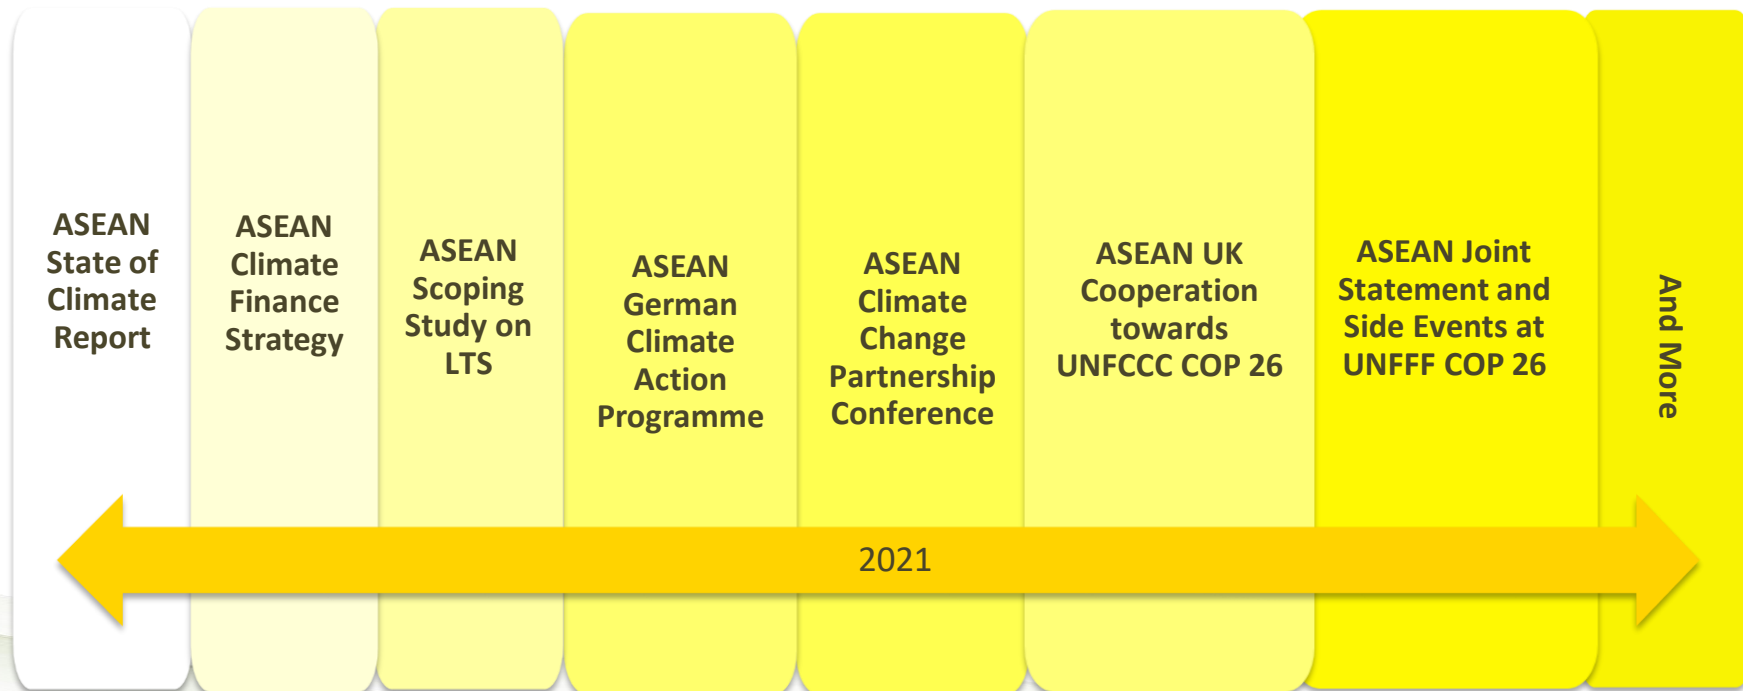 ASEAN
State of
Climate
Report
ASEAN
Climate
Finance
Strategy
ASEAN
Scoping
Study on
LTS
ASEAN
German
Climate
Action
Programme
ASEAN
Climate
Change
Partnership
Conference
ASEAN UK
Cooperation
towards
UNFCCC COP 26
ASEAN Joint
Statement and
Side Events at
UNFFF COP 26
And More
2021